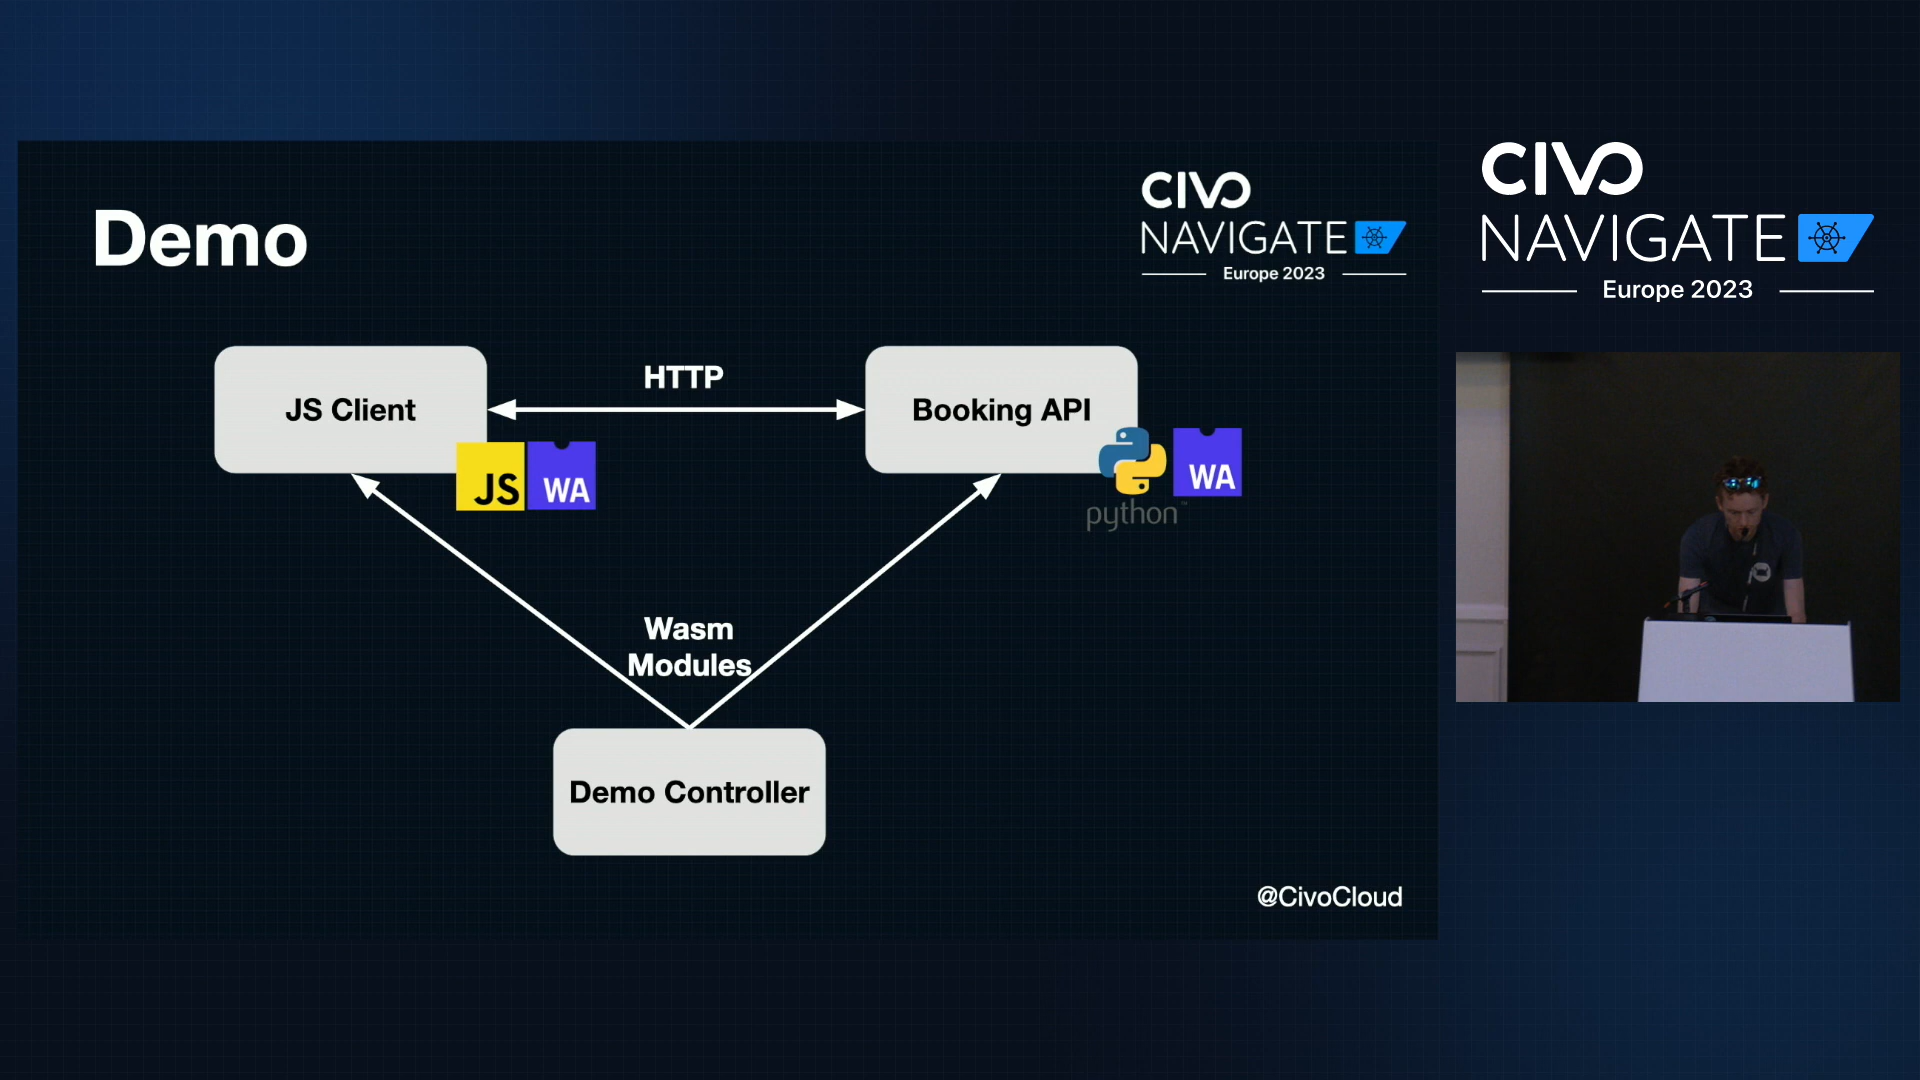 Demo
CIVO
NAVIGATE
Europe 2023
JS Client
HTTP
Booking API
JS
WA
python
WA
Wasm
Modules
Demo Controller
@CivoCloud
CIVO
NAVIGATE
Europe 2023